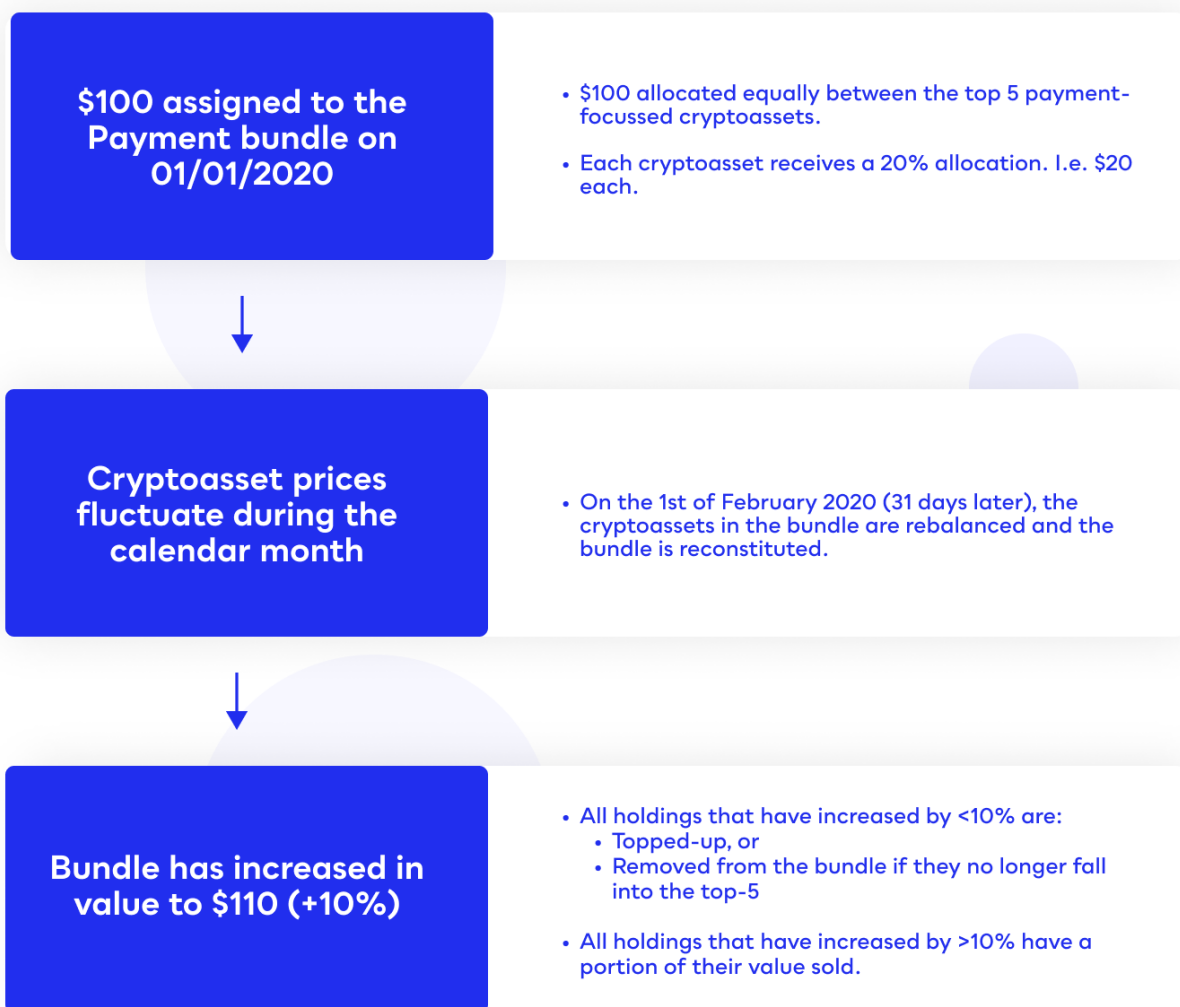 $100 assigned to the
Payment bundle on
01/01/2020
• $100 allocated equally between the top 5 payment-
focussed cryptoassets.
• Each cryptoasset receives a 20% allocation. I.e. $20
each.
Cryptoasset prices
fluctuate during the
calendar month
• On the 1st of February 2020 (31 days later), the
cryptoassets in the bundle are rebalanced and the
bundle is reconstituted.
Bundle has increased in
value to $110 (+10%)
• All holdings that have increased by <10% are:
• Topped-up, or
• Removed from the bundle if they no longer fall
into the top-5
• All holdings that have increased by >10% have a
portion of their value sold.